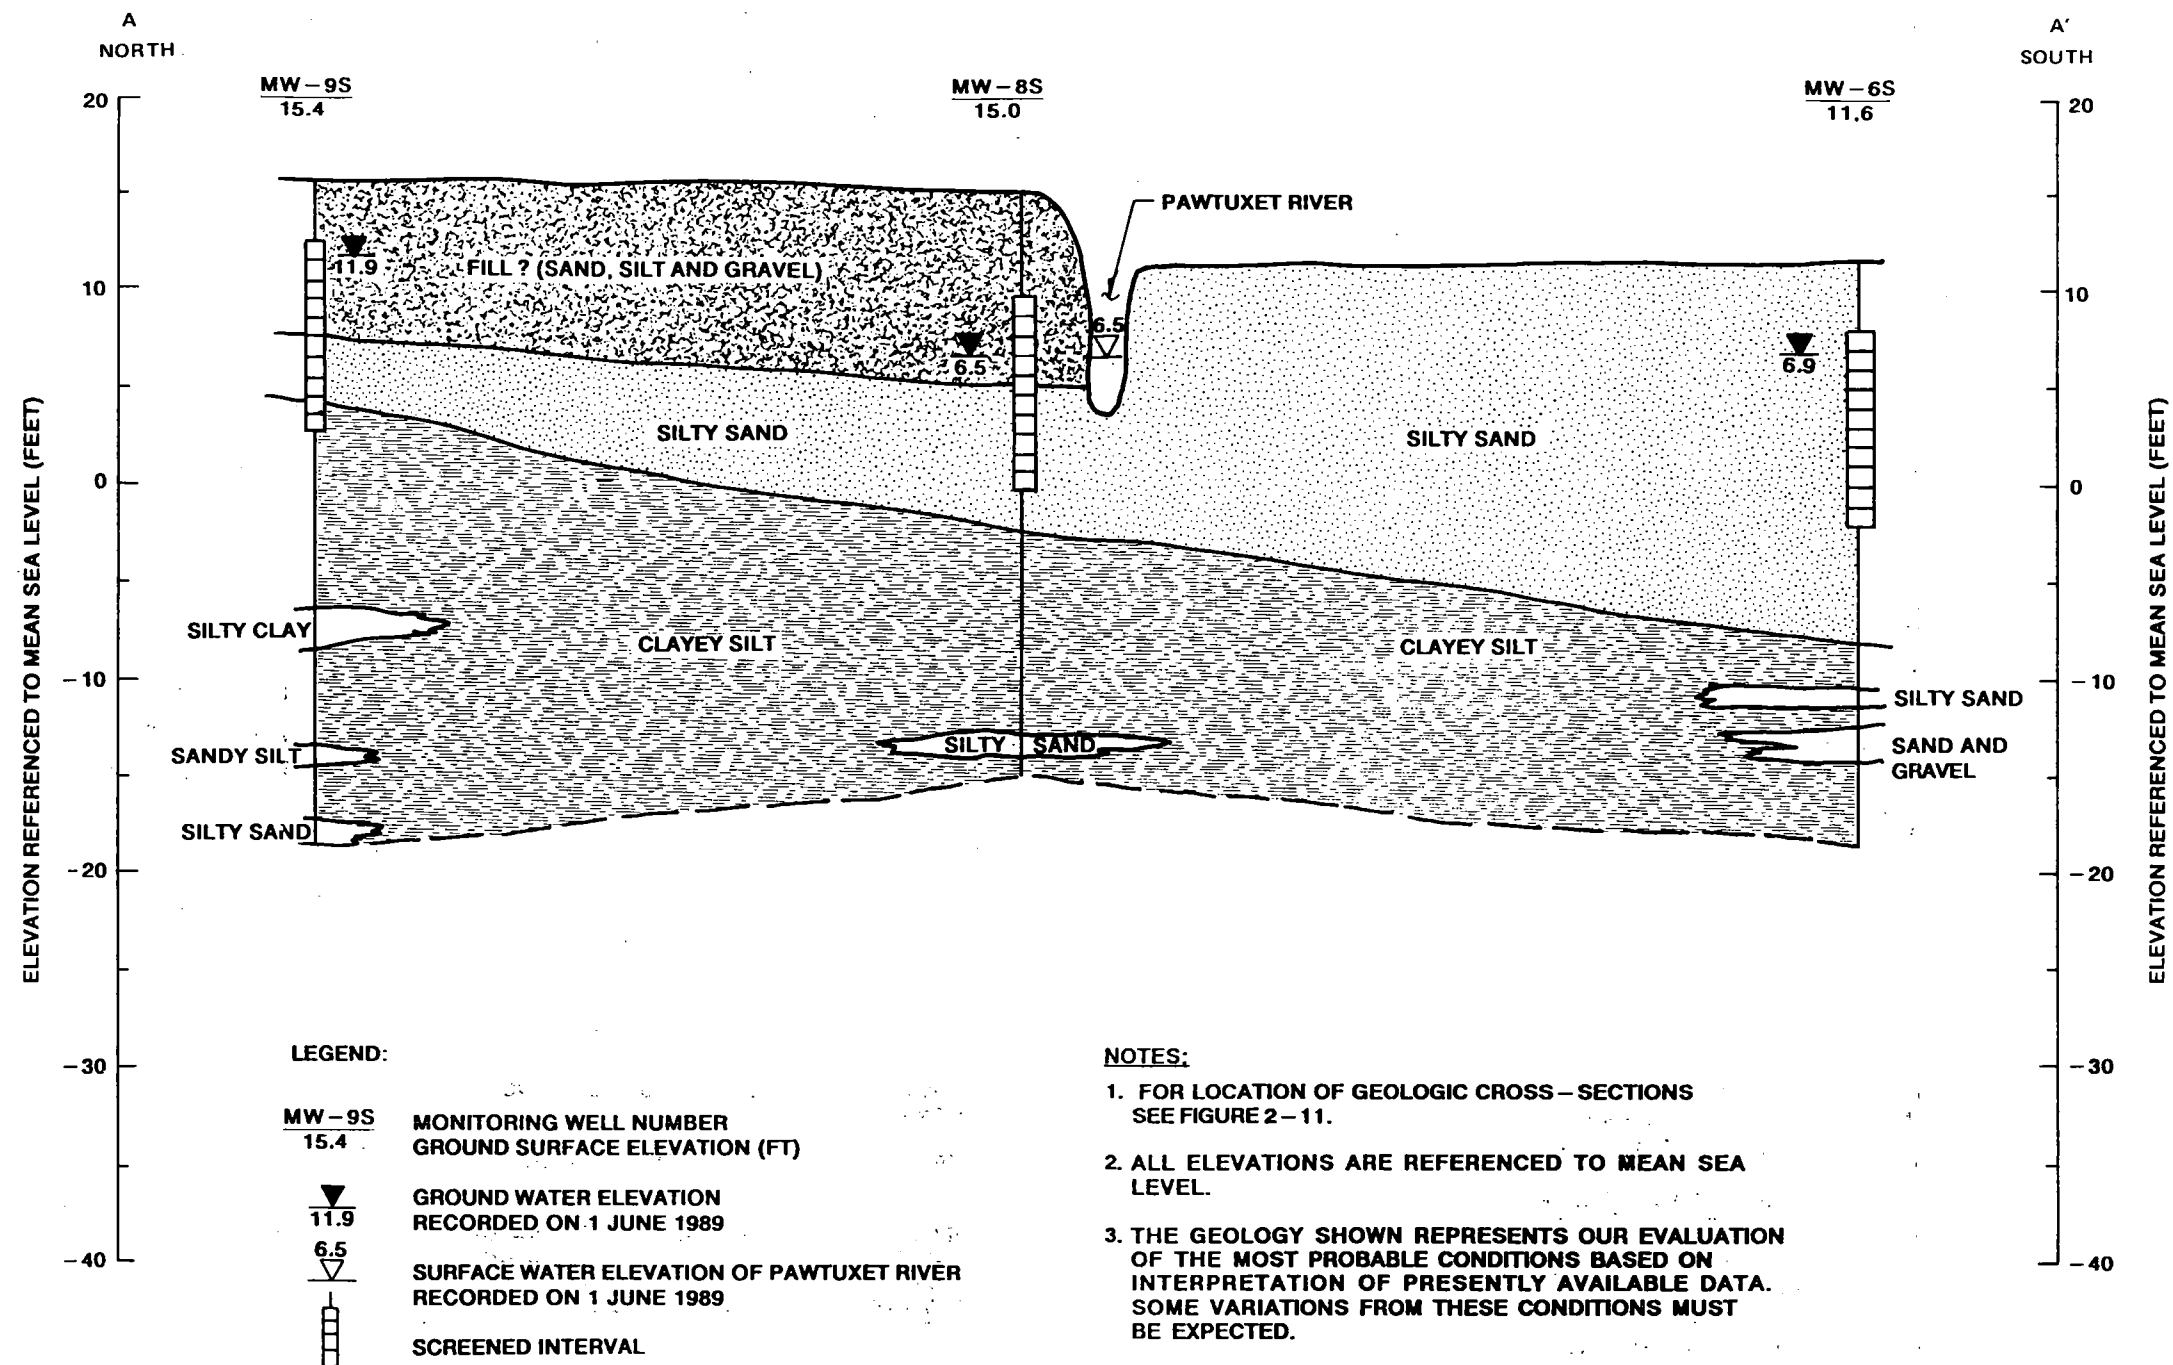 A
NORTH
A′
SOUTH
MW–9S
15.4
MW–8S
15.0
MW–6S
11.6
20
10
0
–10
–20
–30
–40
ELEVATION REFERENCED TO MEAN SEA LEVEL (FEET)
20
10
0
–10
–20
–30
–40
ELEVATION REFERENCED TO MEAN SEA LEVEL (FEET)
PAWTUXET RIVER
11.9
FILL ? (SAND, SILT AND GRAVEL)
6.5
6.5
6.9
SILTY SAND
SILTY SAND
SILTY CLAY
CLAYEY SILT
CLAYEY SILT
SILTY SAND
SANDY SILT
SILTY SAND
SAND AND
GRAVEL
SILTY SAND
LEGEND:
MW–9S
15.4
MONITORING WELL NUMBER
GROUND SURFACE ELEVATION (FT)
11.9
GROUND WATER ELEVATION
RECORDED ON 1 JUNE 1989
6.5
SURFACE WATER ELEVATION OF PAWTUXET RIVER
RECORDED ON 1 JUNE 1989
SCREENED INTERVAL
NOTES:
1. FOR LOCATION OF GEOLOGIC CROSS–SECTIONS
SEE FIGURE 2–11.
2. ALL ELEVATIONS ARE REFERENCED TO MEAN SEA
LEVEL.
3. THE GEOLOGY SHOWN REPRESENTS OUR EVALUATION
OF THE MOST PROBABLE CONDITIONS BASED ON
INTERPRETATION OF PRESENTLY AVAILABLE DATA.
SOME VARIATIONS FROM THESE CONDITIONS MUST
BE EXPECTED.